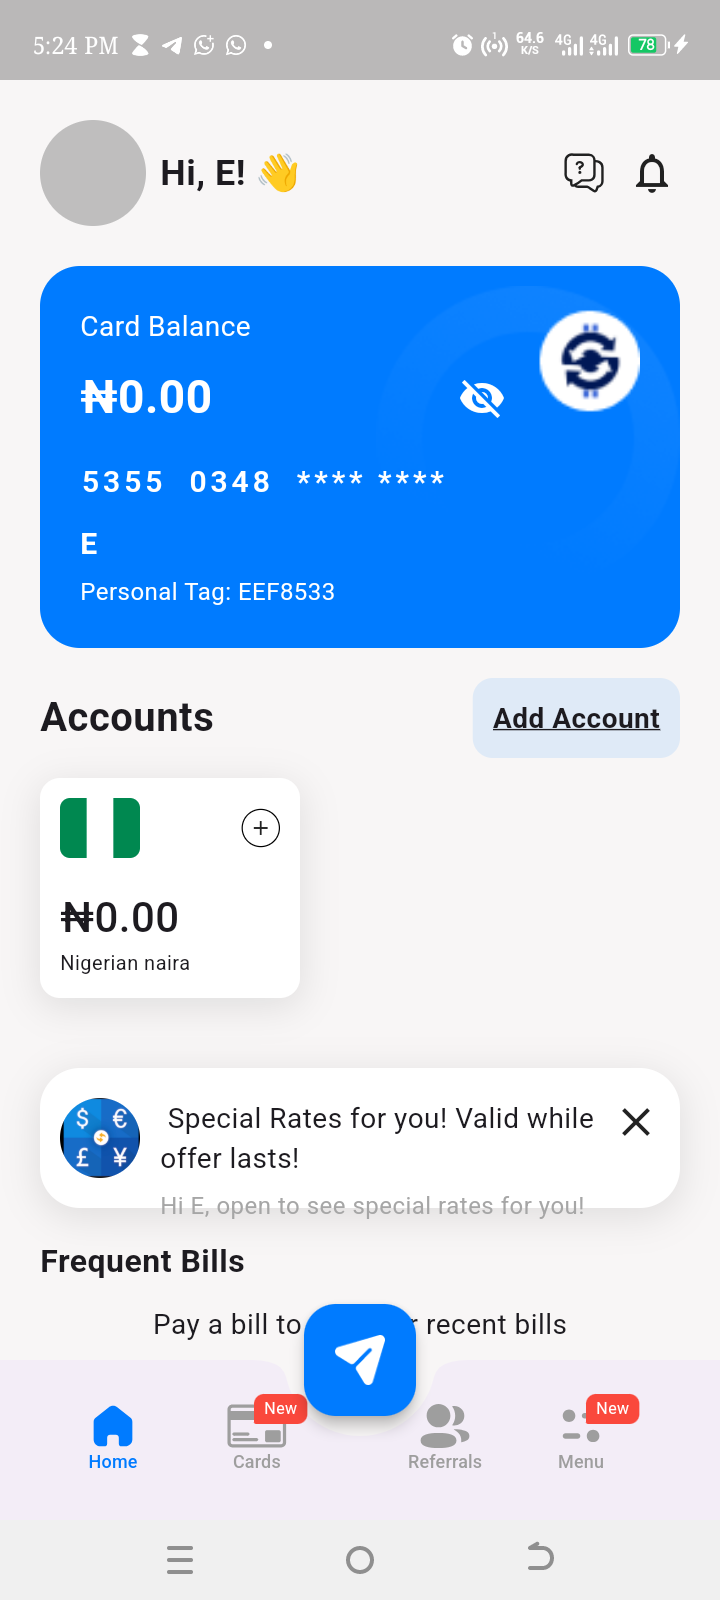 5:24 PM 64.6 K/S 4G 4G 78
Hi, E! 👋
Card Balance
₦0.00
5355 0348 **** ****
E
Personal Tag: EEF8533
Accounts
Add Account
₦0.00
Nigerian naira
Special Rates for you! Valid while
offer lasts!
Hi E, open to see special rates for you!
Frequent Bills
Pay a bill to recent bills
New New
Home Cards Referrals Menu